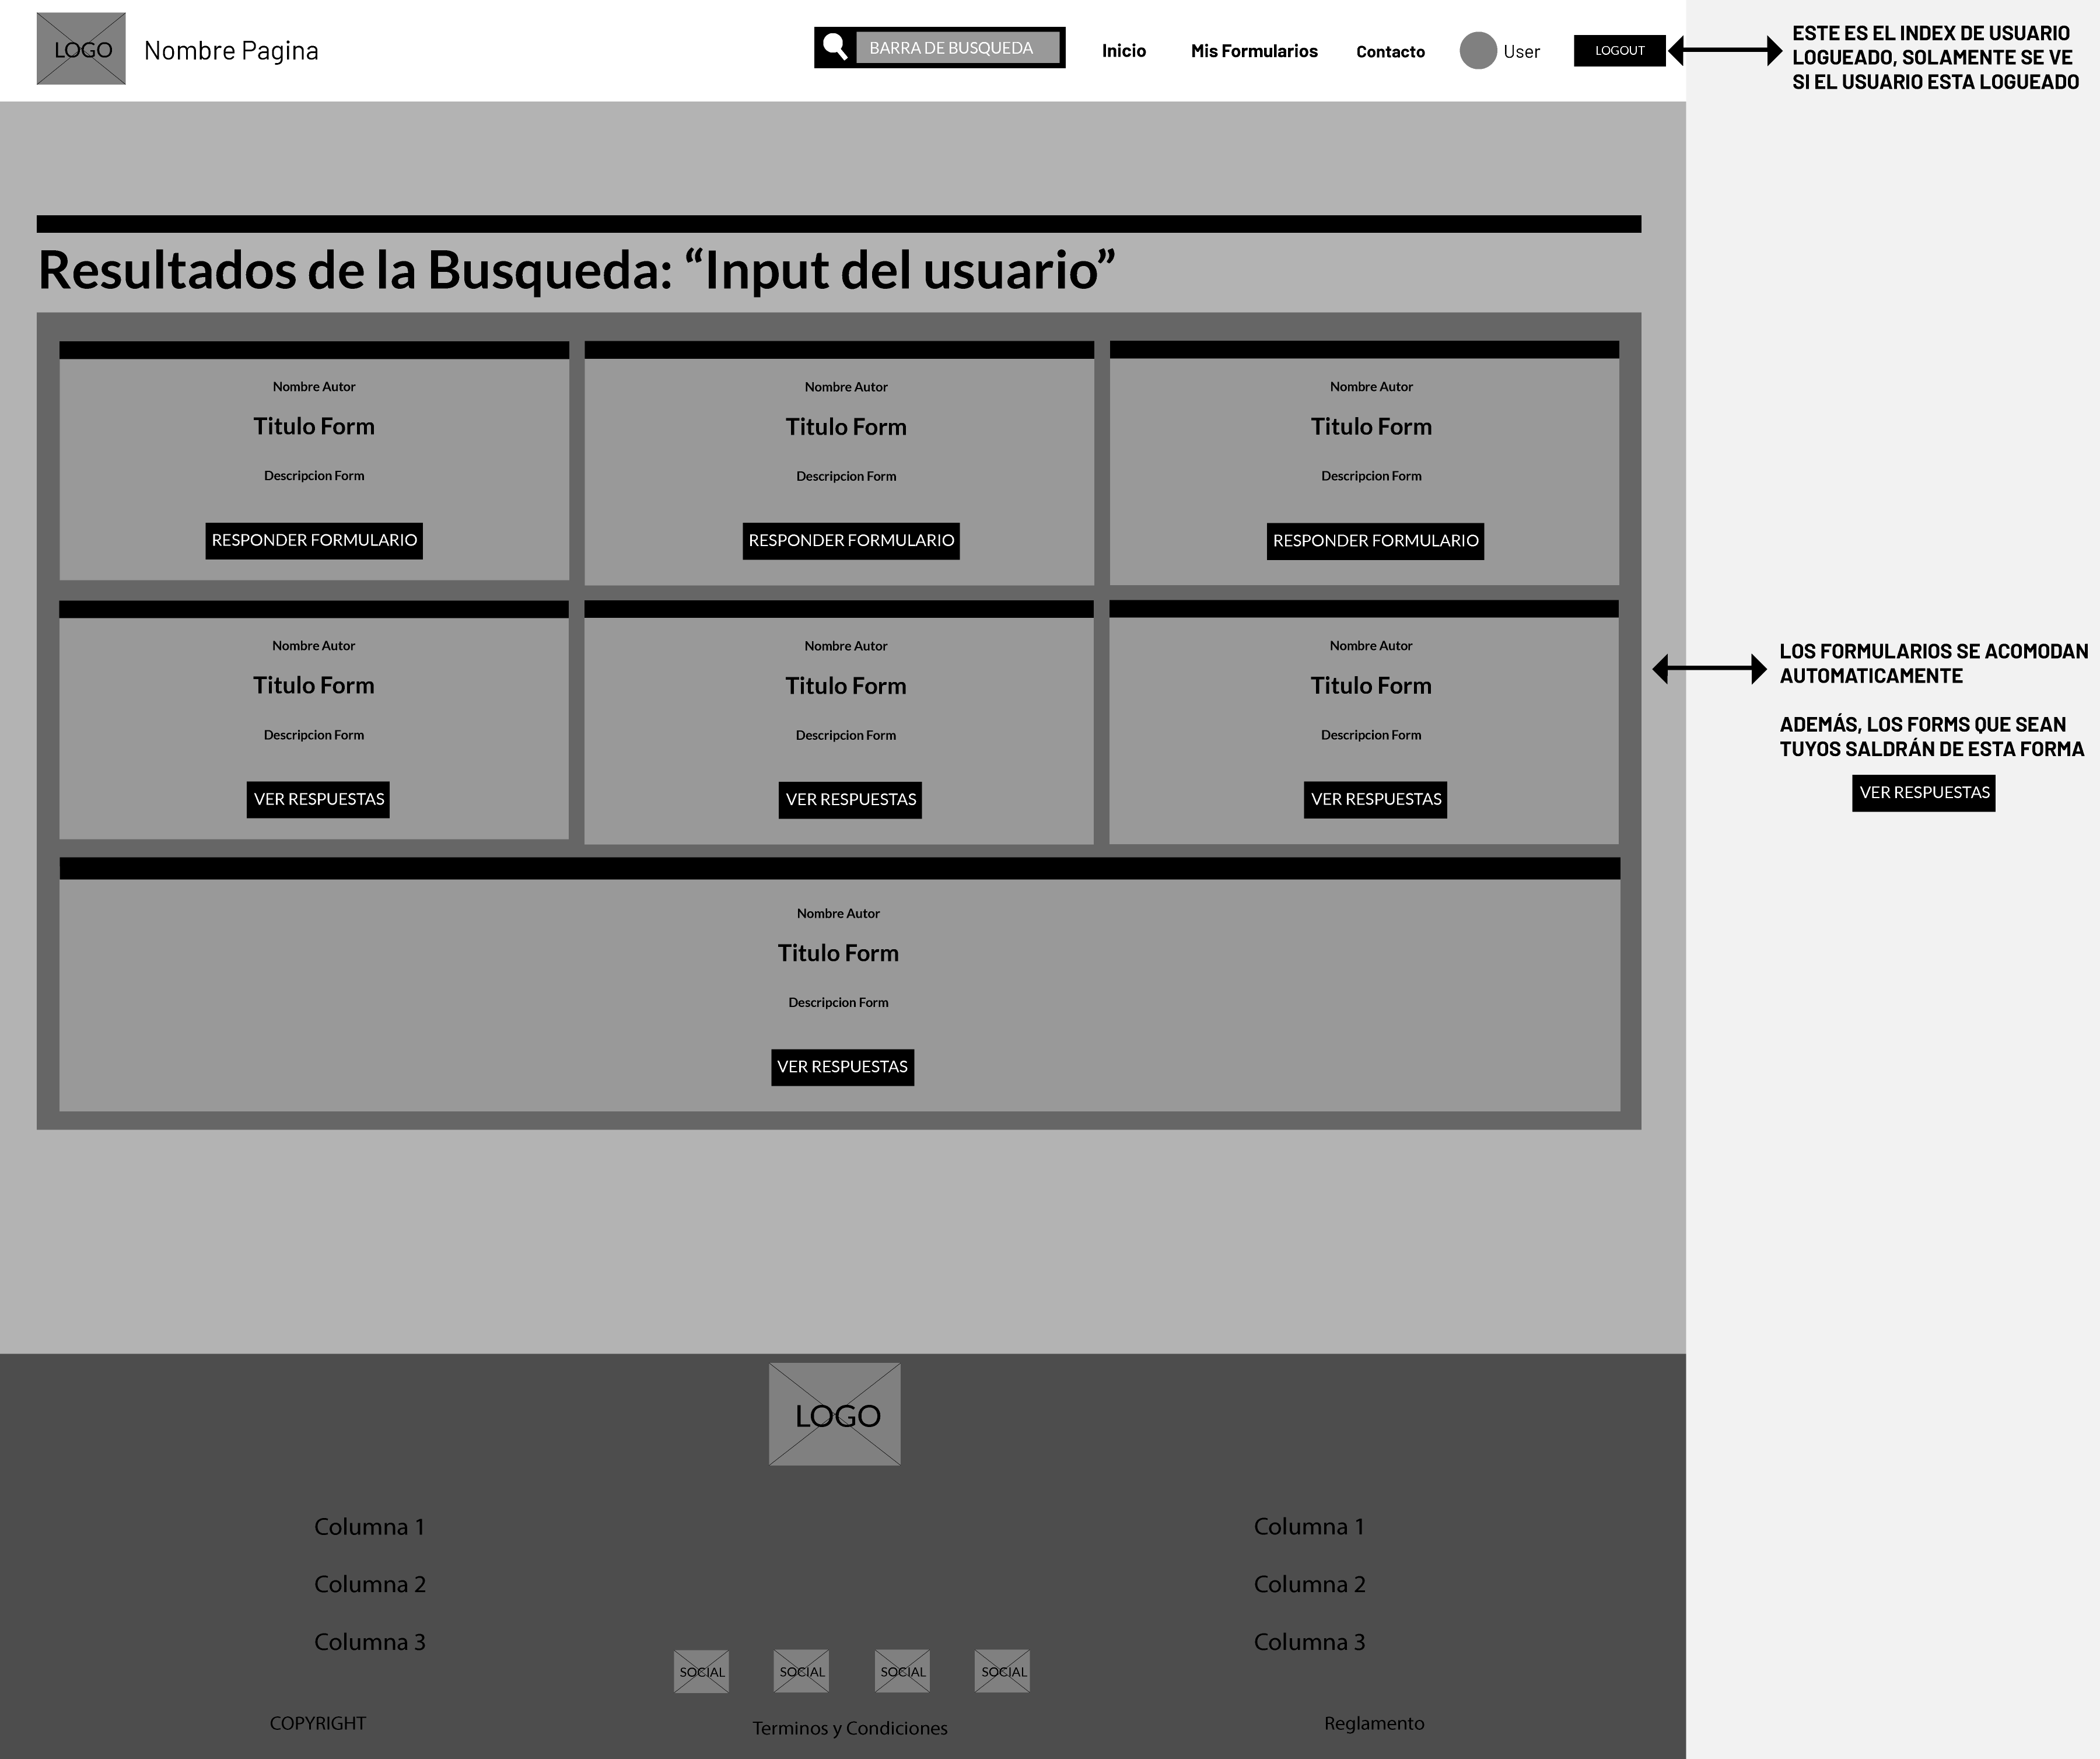 LOGO
Nombre Pagina
BARRA DE BUSQUEDA
Inicio
Mis Formularios
Contacto
User
LOGOUT
ESTE ES EL INDEX DE USUARIO
LOGUEADO, SOLAMENTE SE VE
SI EL USUARIO ESTA LOGUEADO
Resultados de la Busqueda: “Input del usuario”
Nombre Autor
Titulo Form
Descripcion Form
RESPONDER FORMULARIO
Nombre Autor
Titulo Form
Descripcion Form
RESPONDER FORMULARIO
Nombre Autor
Titulo Form
Descripcion Form
RESPONDER FORMULARIO
Nombre Autor
Titulo Form
Descripcion Form
VER RESPUESTAS
Nombre Autor
Titulo Form
Descripcion Form
VER RESPUESTAS
Nombre Autor
Titulo Form
Descripcion Form
VER RESPUESTAS
LOS FORMULARIOS SE ACOMODAN
AUTOMATICAMENTE
ADEMÁS, LOS FORMS QUE SEAN
TUYOS SALDRÁN DE ESTA FORMA
VER RESPUESTAS
Nombre Autor
Titulo Form
Descripcion Form
VER RESPUESTAS
LOGO
Columna 1
Columna 2
Columna 3
Columna 1
Columna 2
Columna 3
SOCIAL
SOCIAL
SOCIAL
SOCIAL
COPYRIGHT
Terminos y Condiciones
Reglamento